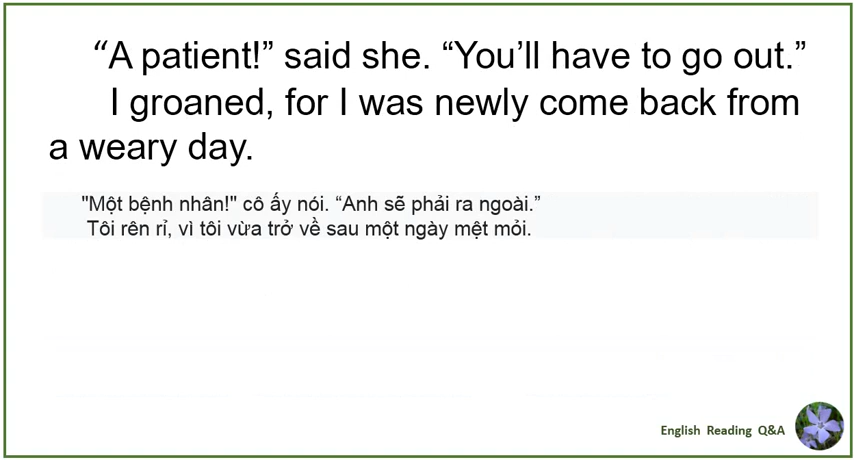 “A patient!” said she. “You’ll have to go out.”
I groaned, for I was newly come back from
a weary day.
"Một bệnh nhân!" cô ấy nói. “Anh sẽ phải ra ngoài.”
Tôi rên rỉ, vì tôi vừa trở về sau một ngày mệt mỏi.
English Reading Q&A